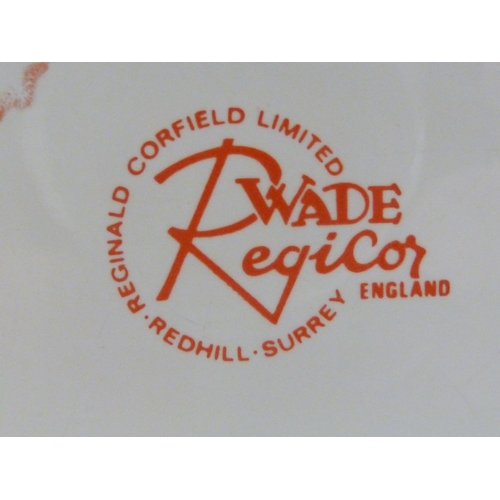 REGINALD CORFIELD LIMITED
WADE
RegiCor
ENGLAND
·REDHILL·SURREY